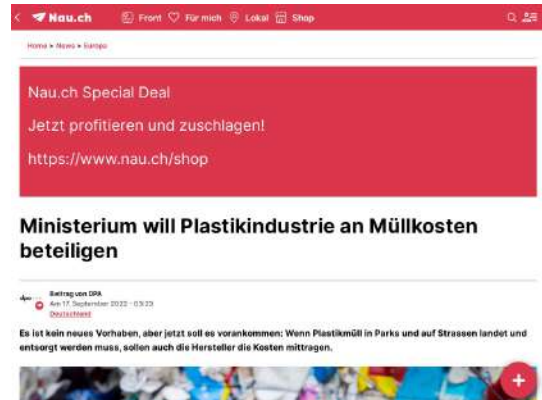 Nau.ch Front Für mich Lokal Shop
Home > News > Europa
Nau.ch Special Deal
Jetzt profitieren und zuschlagen!
https://www.nau.ch/shop
Ministerium will Plastikindustrie an Müllkosten
beteiligen
dpa
Beitrag von DPA
Am 17. September 2022 - 03:23
Deutschland
Es ist kein neues Vorhaben, aber jetzt soll es vorankommen: Wenn Plastikmüll in Parks und auf Strassen landet und
entsorgt werden muss, sollen auch die Hersteller die Kosten mittragen.